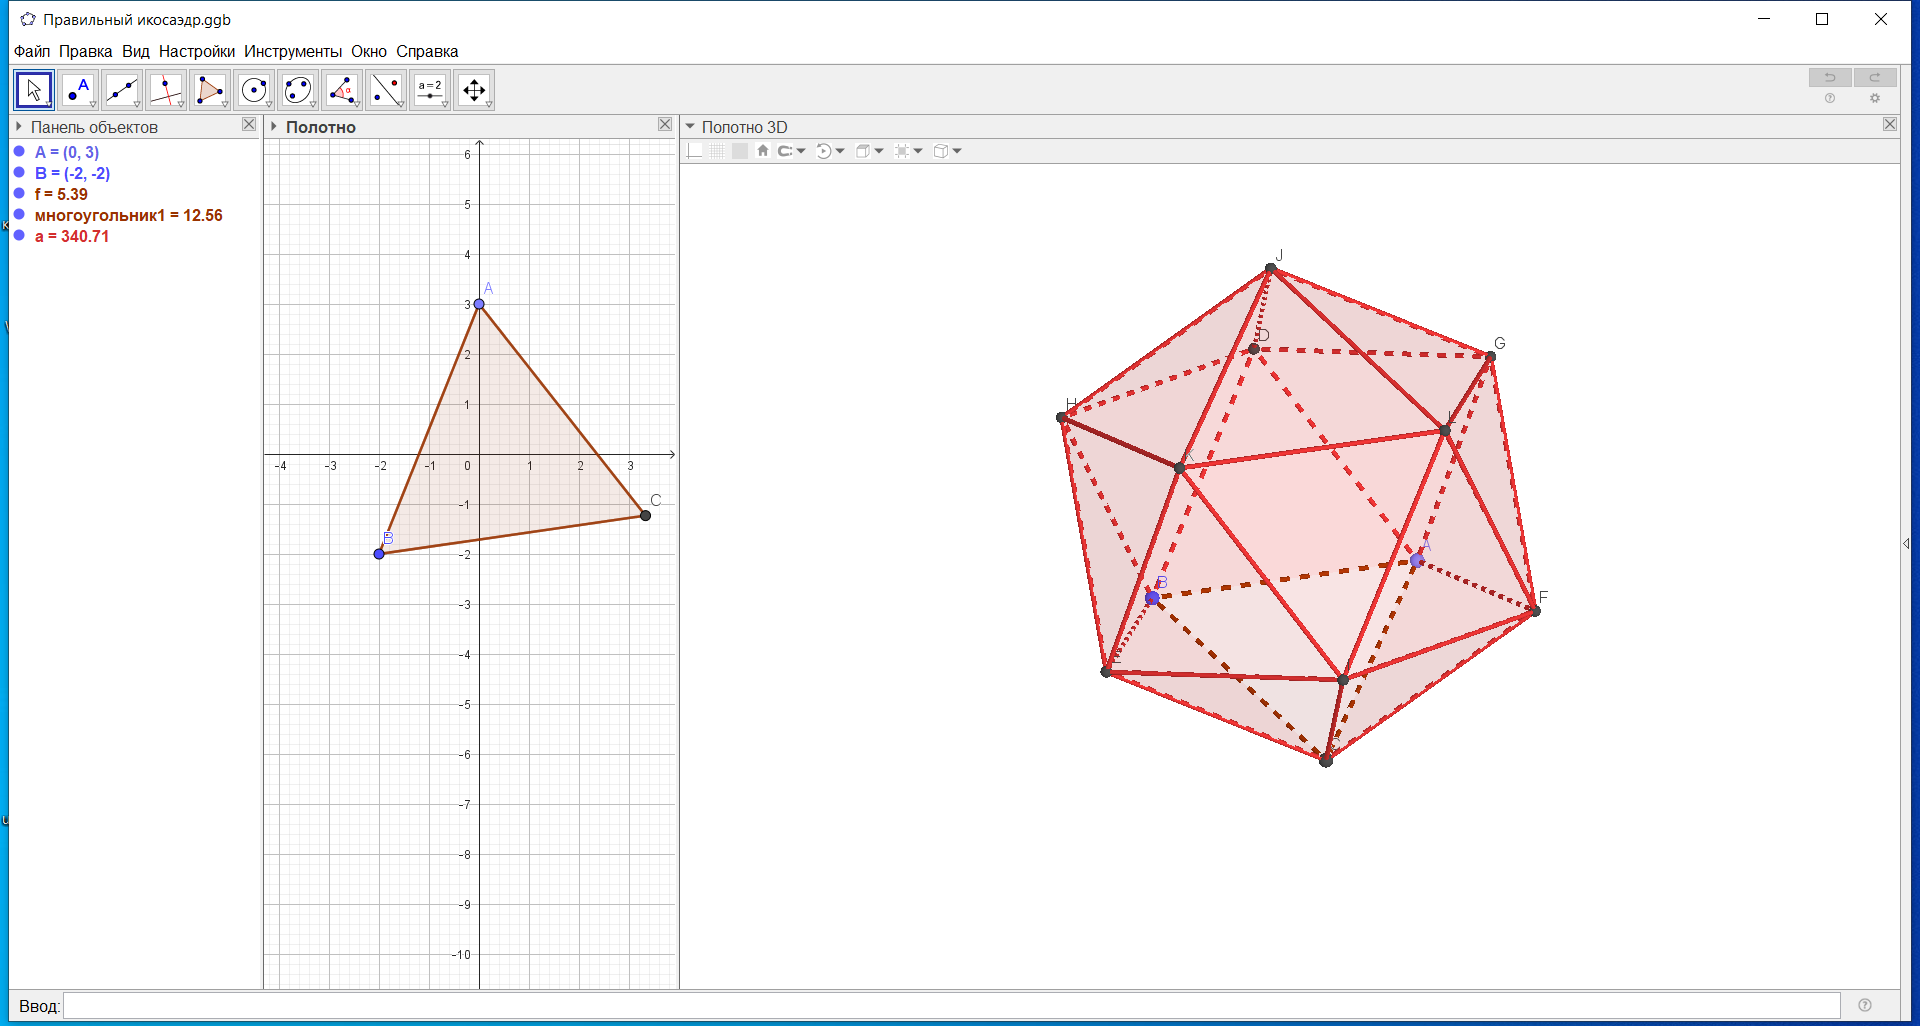 Правильный икосаэдр.ggb
Файл Правка Вид Настройки Инструменты Окно Справка
A
α
a = 2
Панель объектов
Полотно
Полотно 3D
A = (0, 3)
B = (-2, -2)
f = 5.39
многоугольник1 = 12.56
a = 340.71
6
5
4
3
2
1
-4 -3 -2 -1 0 1 2 3
-1
-2
-3
-4
-5
-6
-7
-8
-9
-10
A
B
C
J
D
G
H
K
A
B
F
Ввод: